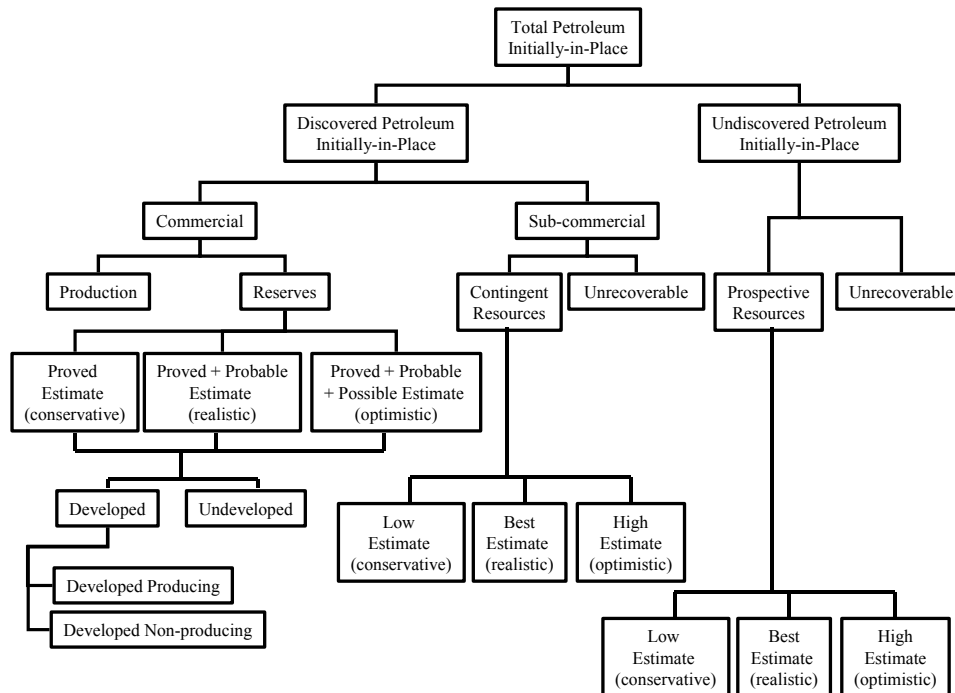 Total Petroleum
Initially-in-Place
Discovered Petroleum
Initially-in-Place
Undiscovered Petroleum
Initially-in-Place
Commercial
Sub-commercial
Production
Reserves
Contingent
Resources
Unrecoverable
Prospective
Resources
Unrecoverable
Proved
Estimate
(conservative)
Proved + Probable
Estimate
(realistic)
Proved + Probable
+ Possible Estimate
(optimistic)
Developed
Undeveloped
Low
Estimate
(conservative)
Best
Estimate
(realistic)
High
Estimate
(optimistic)
Developed Producing
Developed Non-producing
Low
Estimate
(conservative)
Best
Estimate
(realistic)
High
Estimate
(optimistic)